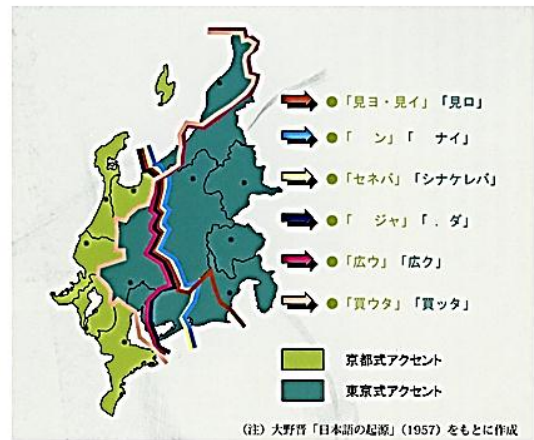 「見ヨ・見イ」「見ロ」
「　ン」「　ナイ」
「セネバ」「シナケレバ」
「　ジャ」「．ダ」
「広ウ」「広ク」
「買ウタ」「買ッタ」
京都式アクセント
東京式アクセント
(注) 大野晋「日本語の起源」(1957) をもとに作成